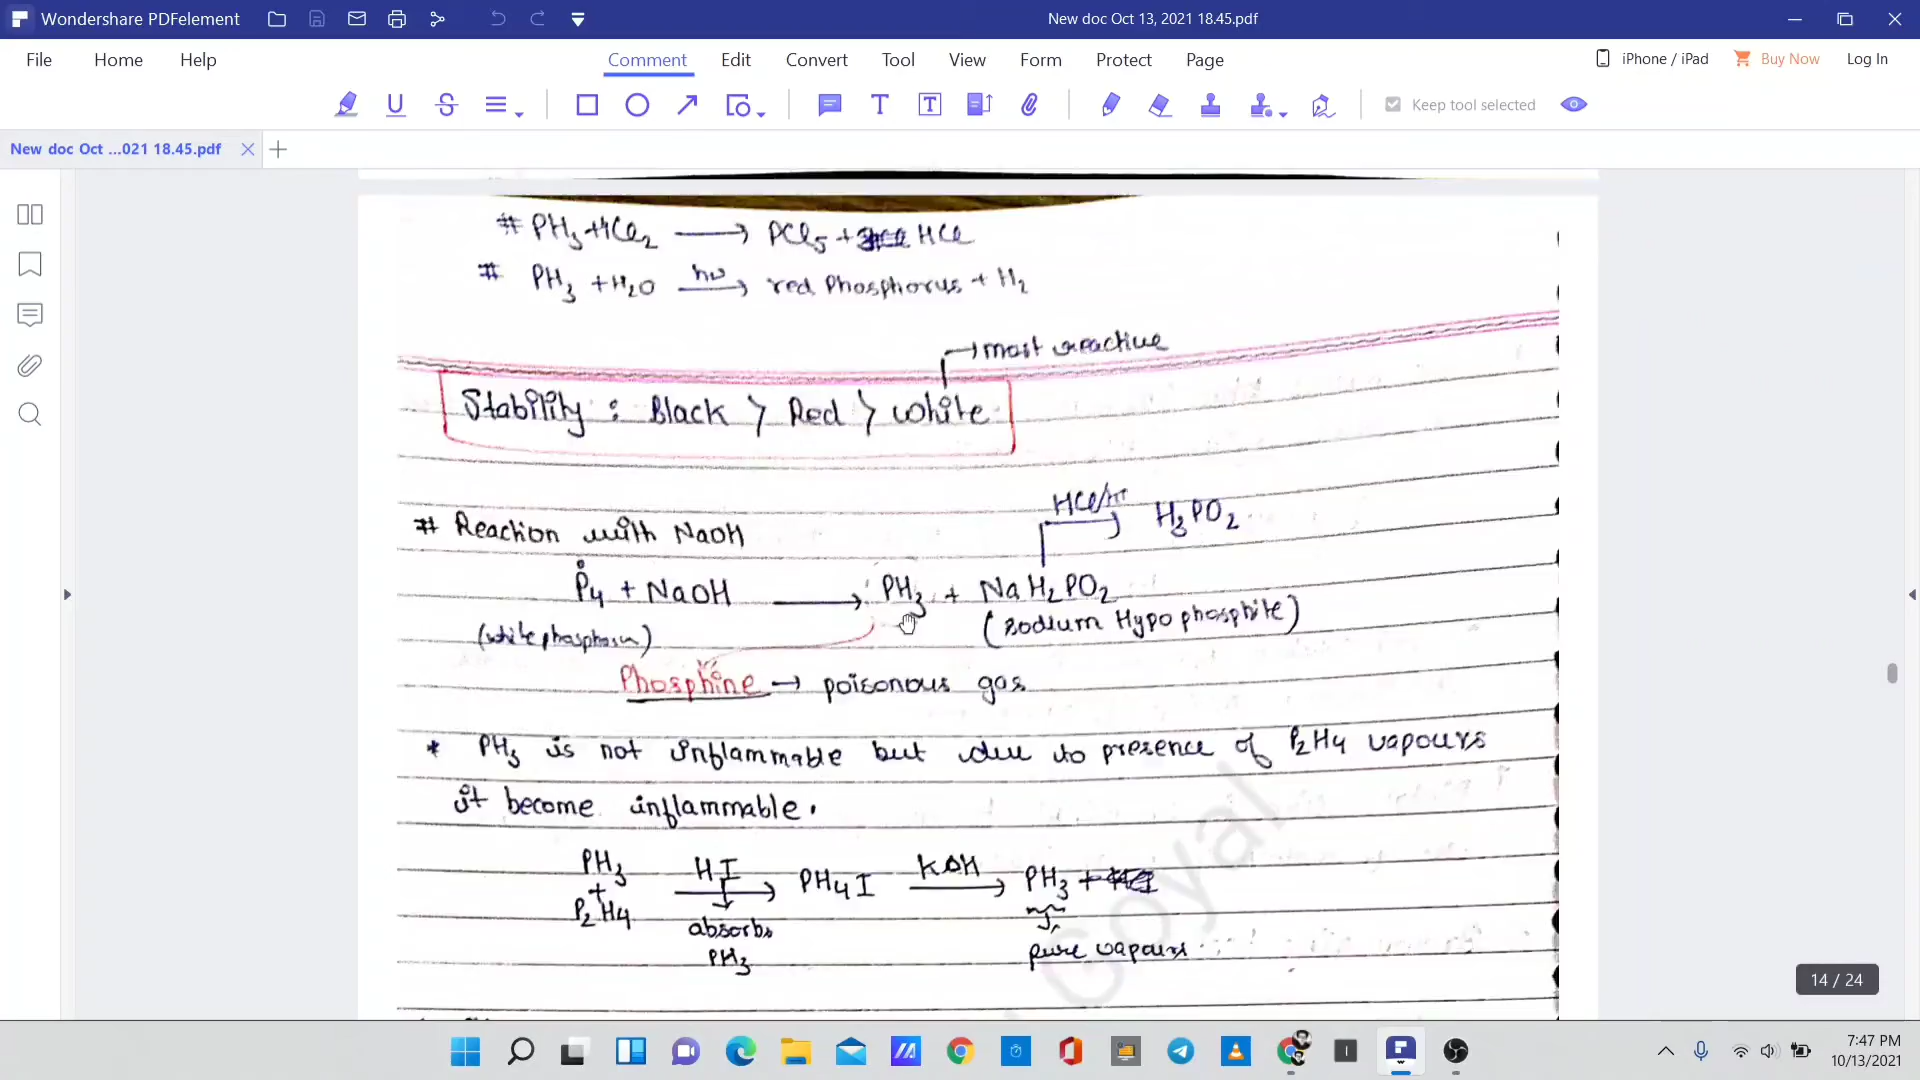 Wondershare PDFelement
New doc Oct 13, 2021 18.45.pdf
File Home Help Comment Edit Convert Tool View Form Protect Page iPhone / iPad Buy Now Log In
Keep tool selected
New doc Oct ...021 18.45.pdf
# PH3+4Cl2 → PCl5 + HCl
# PH3 + H2O hν → red Phosphorus + H2
→ most reactive
Stability : Black > Red > white
# Reaction with NaOH
HCl/H+ H3PO2
P4 + NaOH → PH3 + NaH2PO2
(white phosphorus) (sodium Hypophosphite)
Phosphine → poisonous gas
* PH3 is not inflammable but due to presence of P2H4 vapours
it become inflammable.
PH3 + P2H4 HI → PH4I KOH → PH3 +
absorbs pure vapours
PH3
Goyal
14 / 24
7:47 PM
10/13/2021